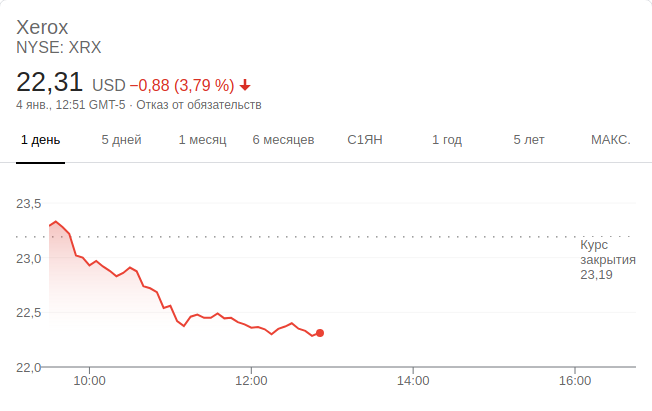 Xerox
NYSE: XRX
22,31 USD −0,88 (3,79 %)
4 янв., 12:51 GMT-5 · Отказ от обязательств
1 день 5 дней 1 месяц 6 месяцев С1ЯН 1 год 5 лет МАКС.
23,5
Курс
закрытия
23,19
23,0
22,5
22,0
10:00 12:00 14:00 16:00